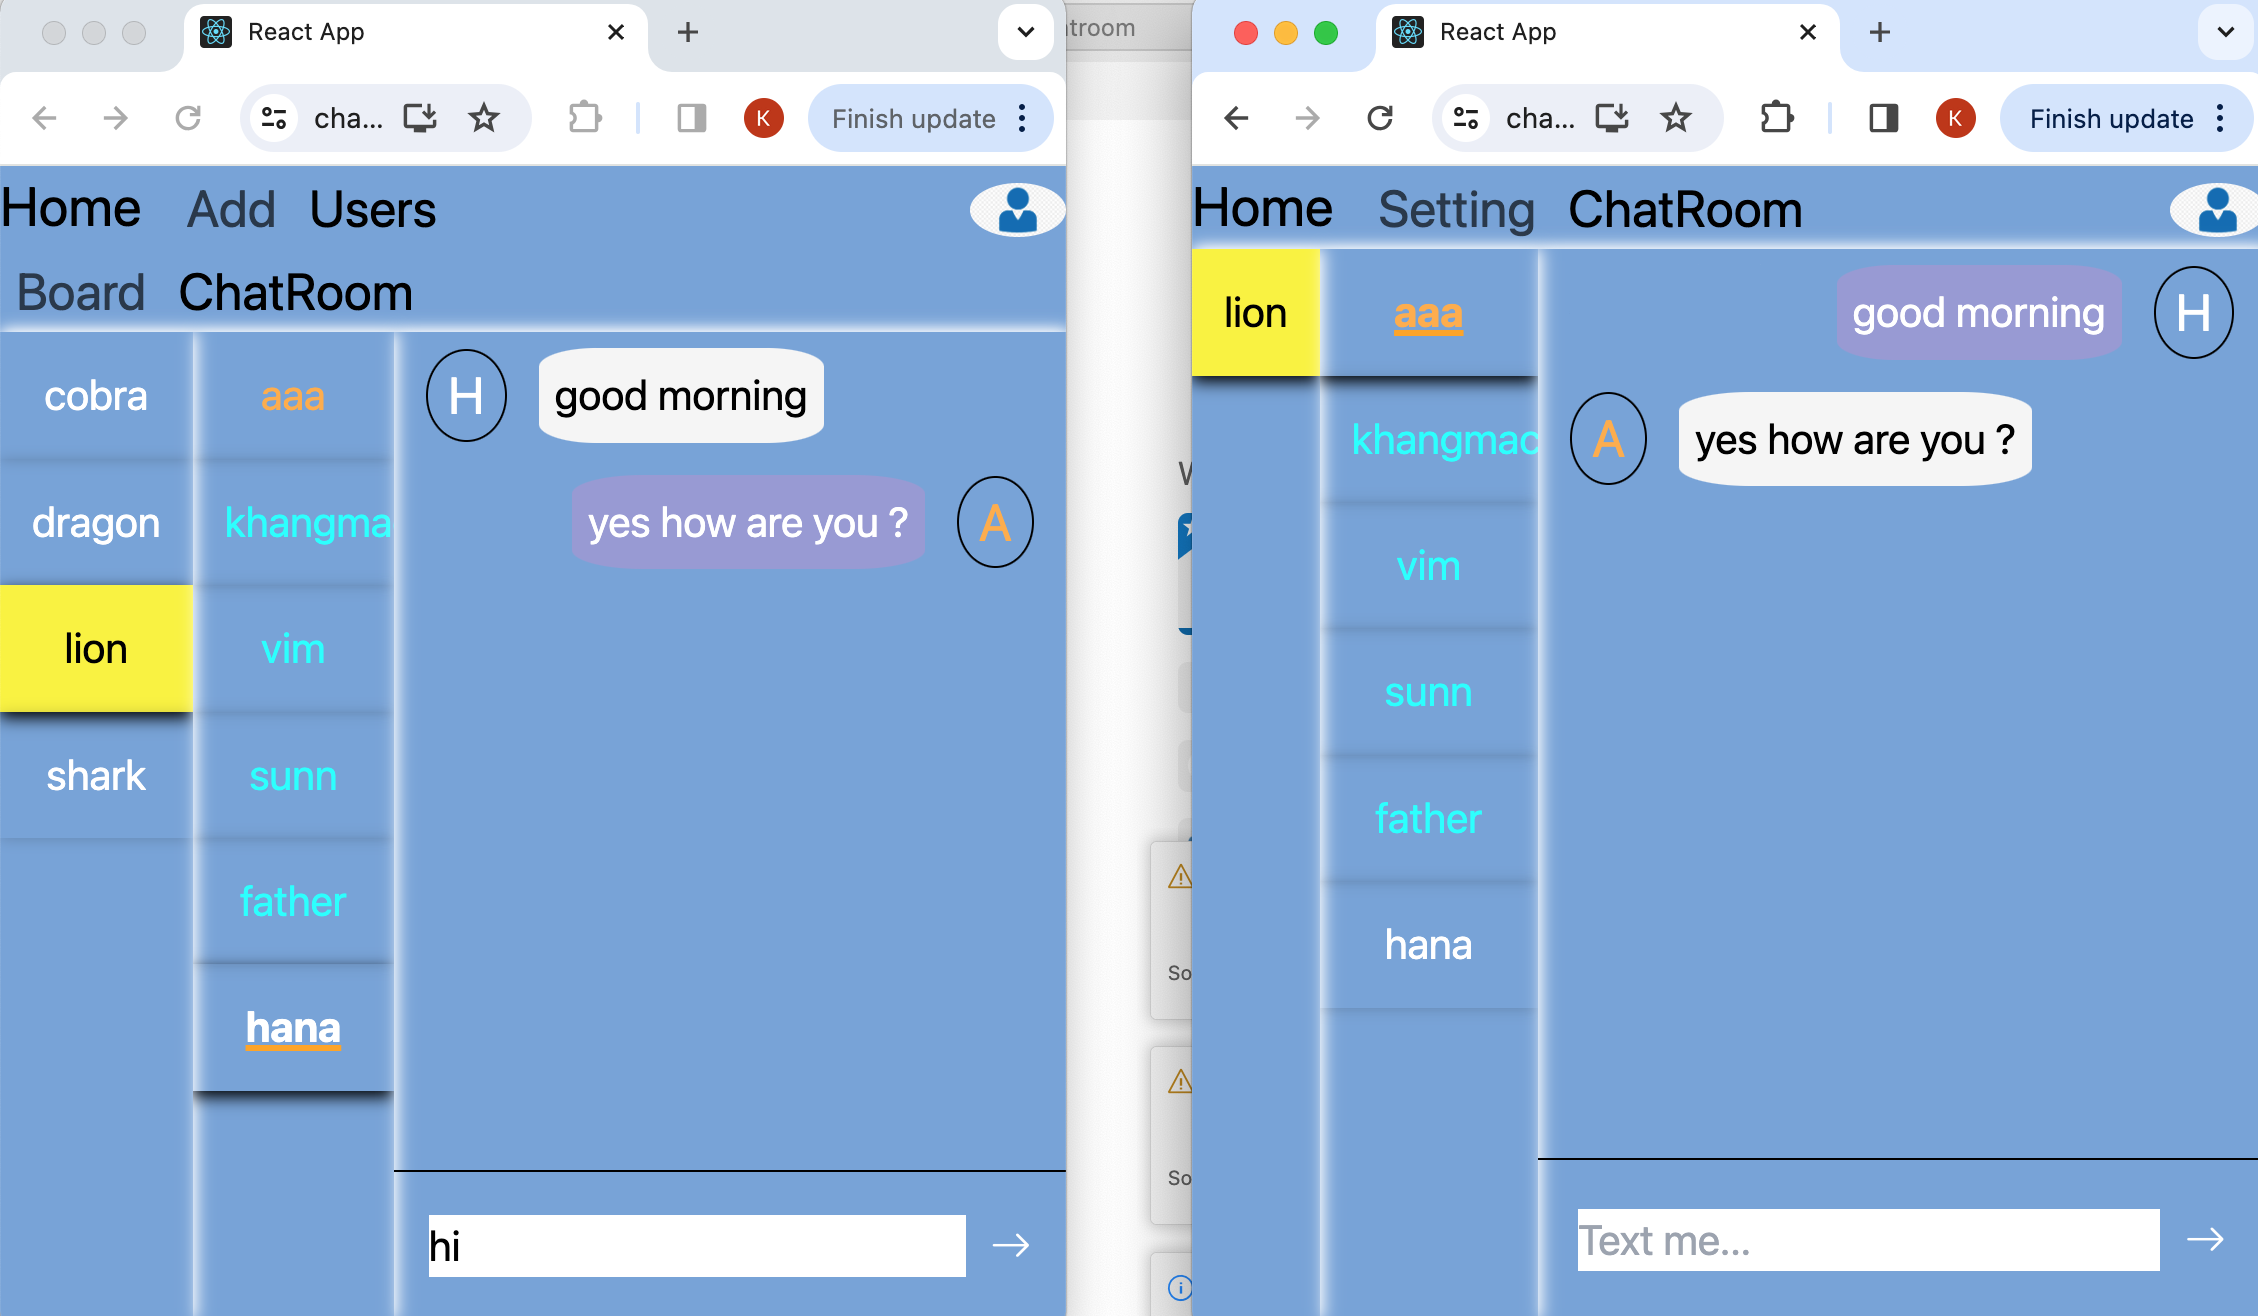 React App
cha...
K
Finish update
Home Add Users
Board ChatRoom
cobra
dragon
lion
shark
aaa
khangma
vim
sunn
father
hana
H
good morning
yes how are you ?
A
hi
troom
So
So
React App
cha...
K
Finish update
Home Setting ChatRoom
lion
aaa
khangmac
vim
sunn
father
hana
good morning
H
A
yes how are you ?
Text me...